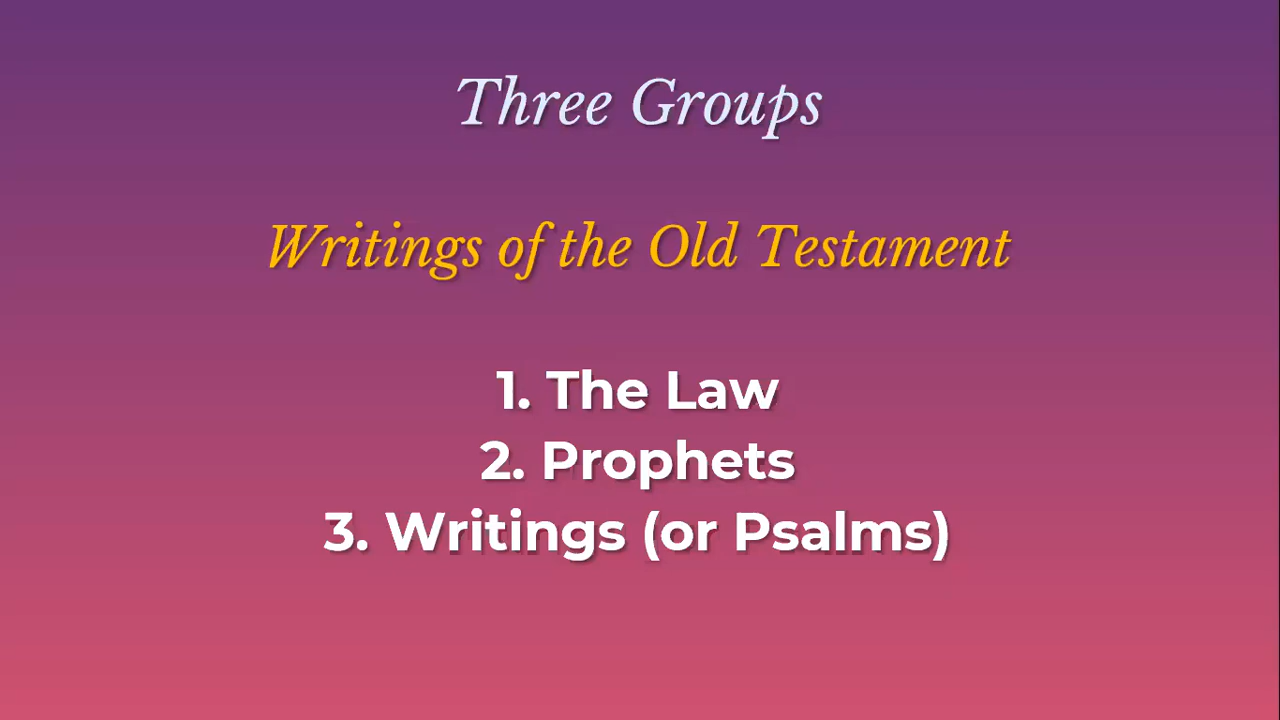 Three Groups
Writings of the Old Testament
1. The Law
2. Prophets
3. Writings (or Psalms)